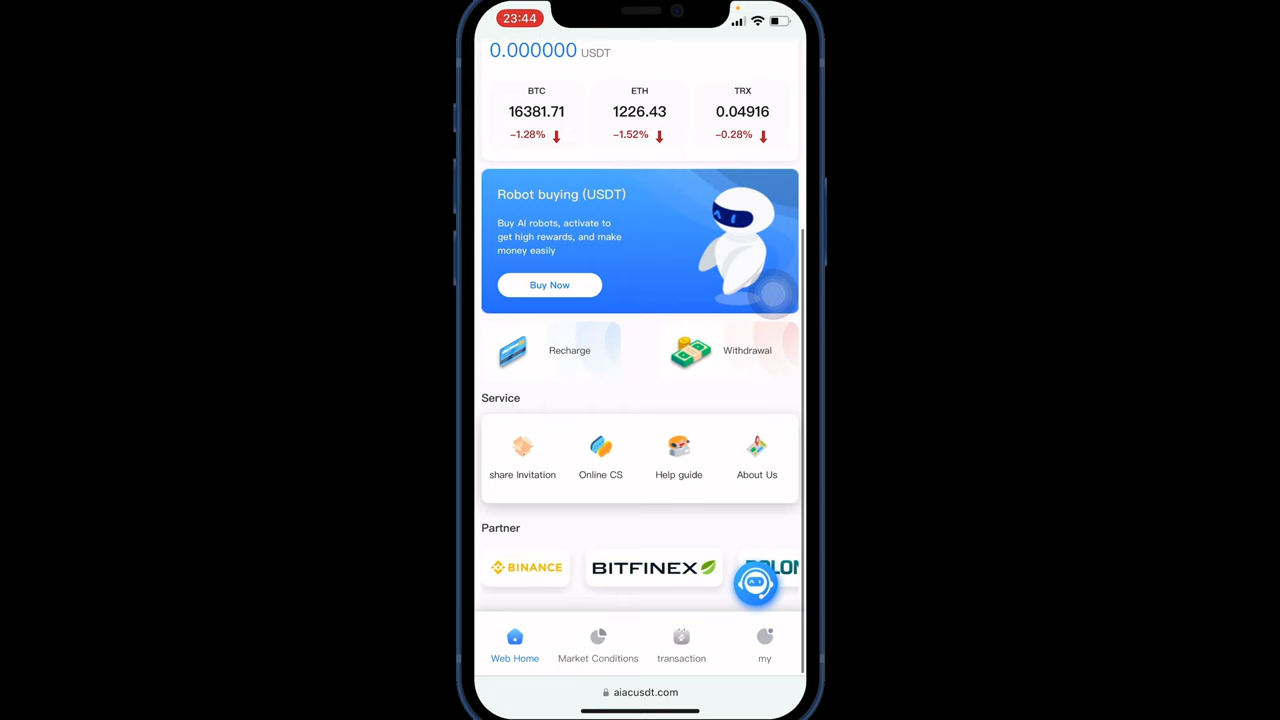 23:44
0.000000 USDT
BTC ETH TRX
16381.71 1226.43 0.04916
-1.28% -1.52% -0.28%
Robot buying (USDT)
Buy AI robots, activate to
get high rewards, and make
money easily
Buy Now
Recharge Withdrawal
Service
share Invitation Online CS Help guide About Us
Partner
BINANCE BITFINEX
Web Home Market Conditions transaction my
aiacusdt.com